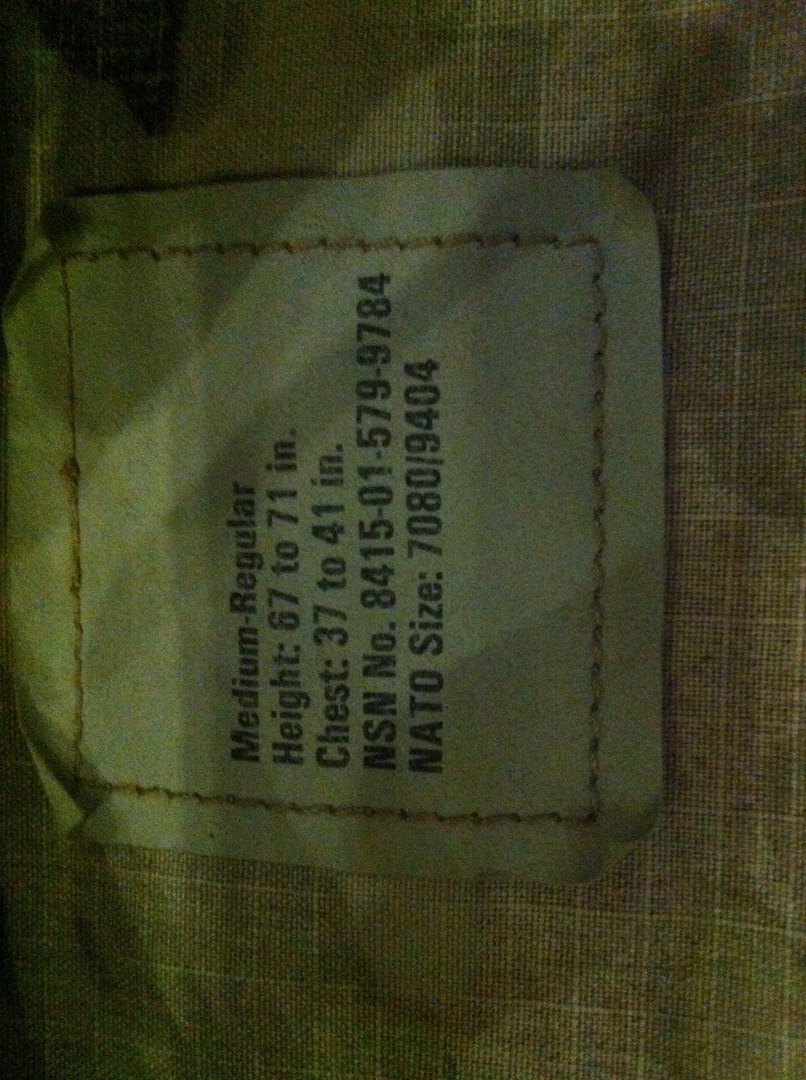 Medium-Regular
Height: 67 to 71 in.
Chest: 37 to 41 in.
NSN No. 8415-01-579-9784
NATO Size: 7080/9404